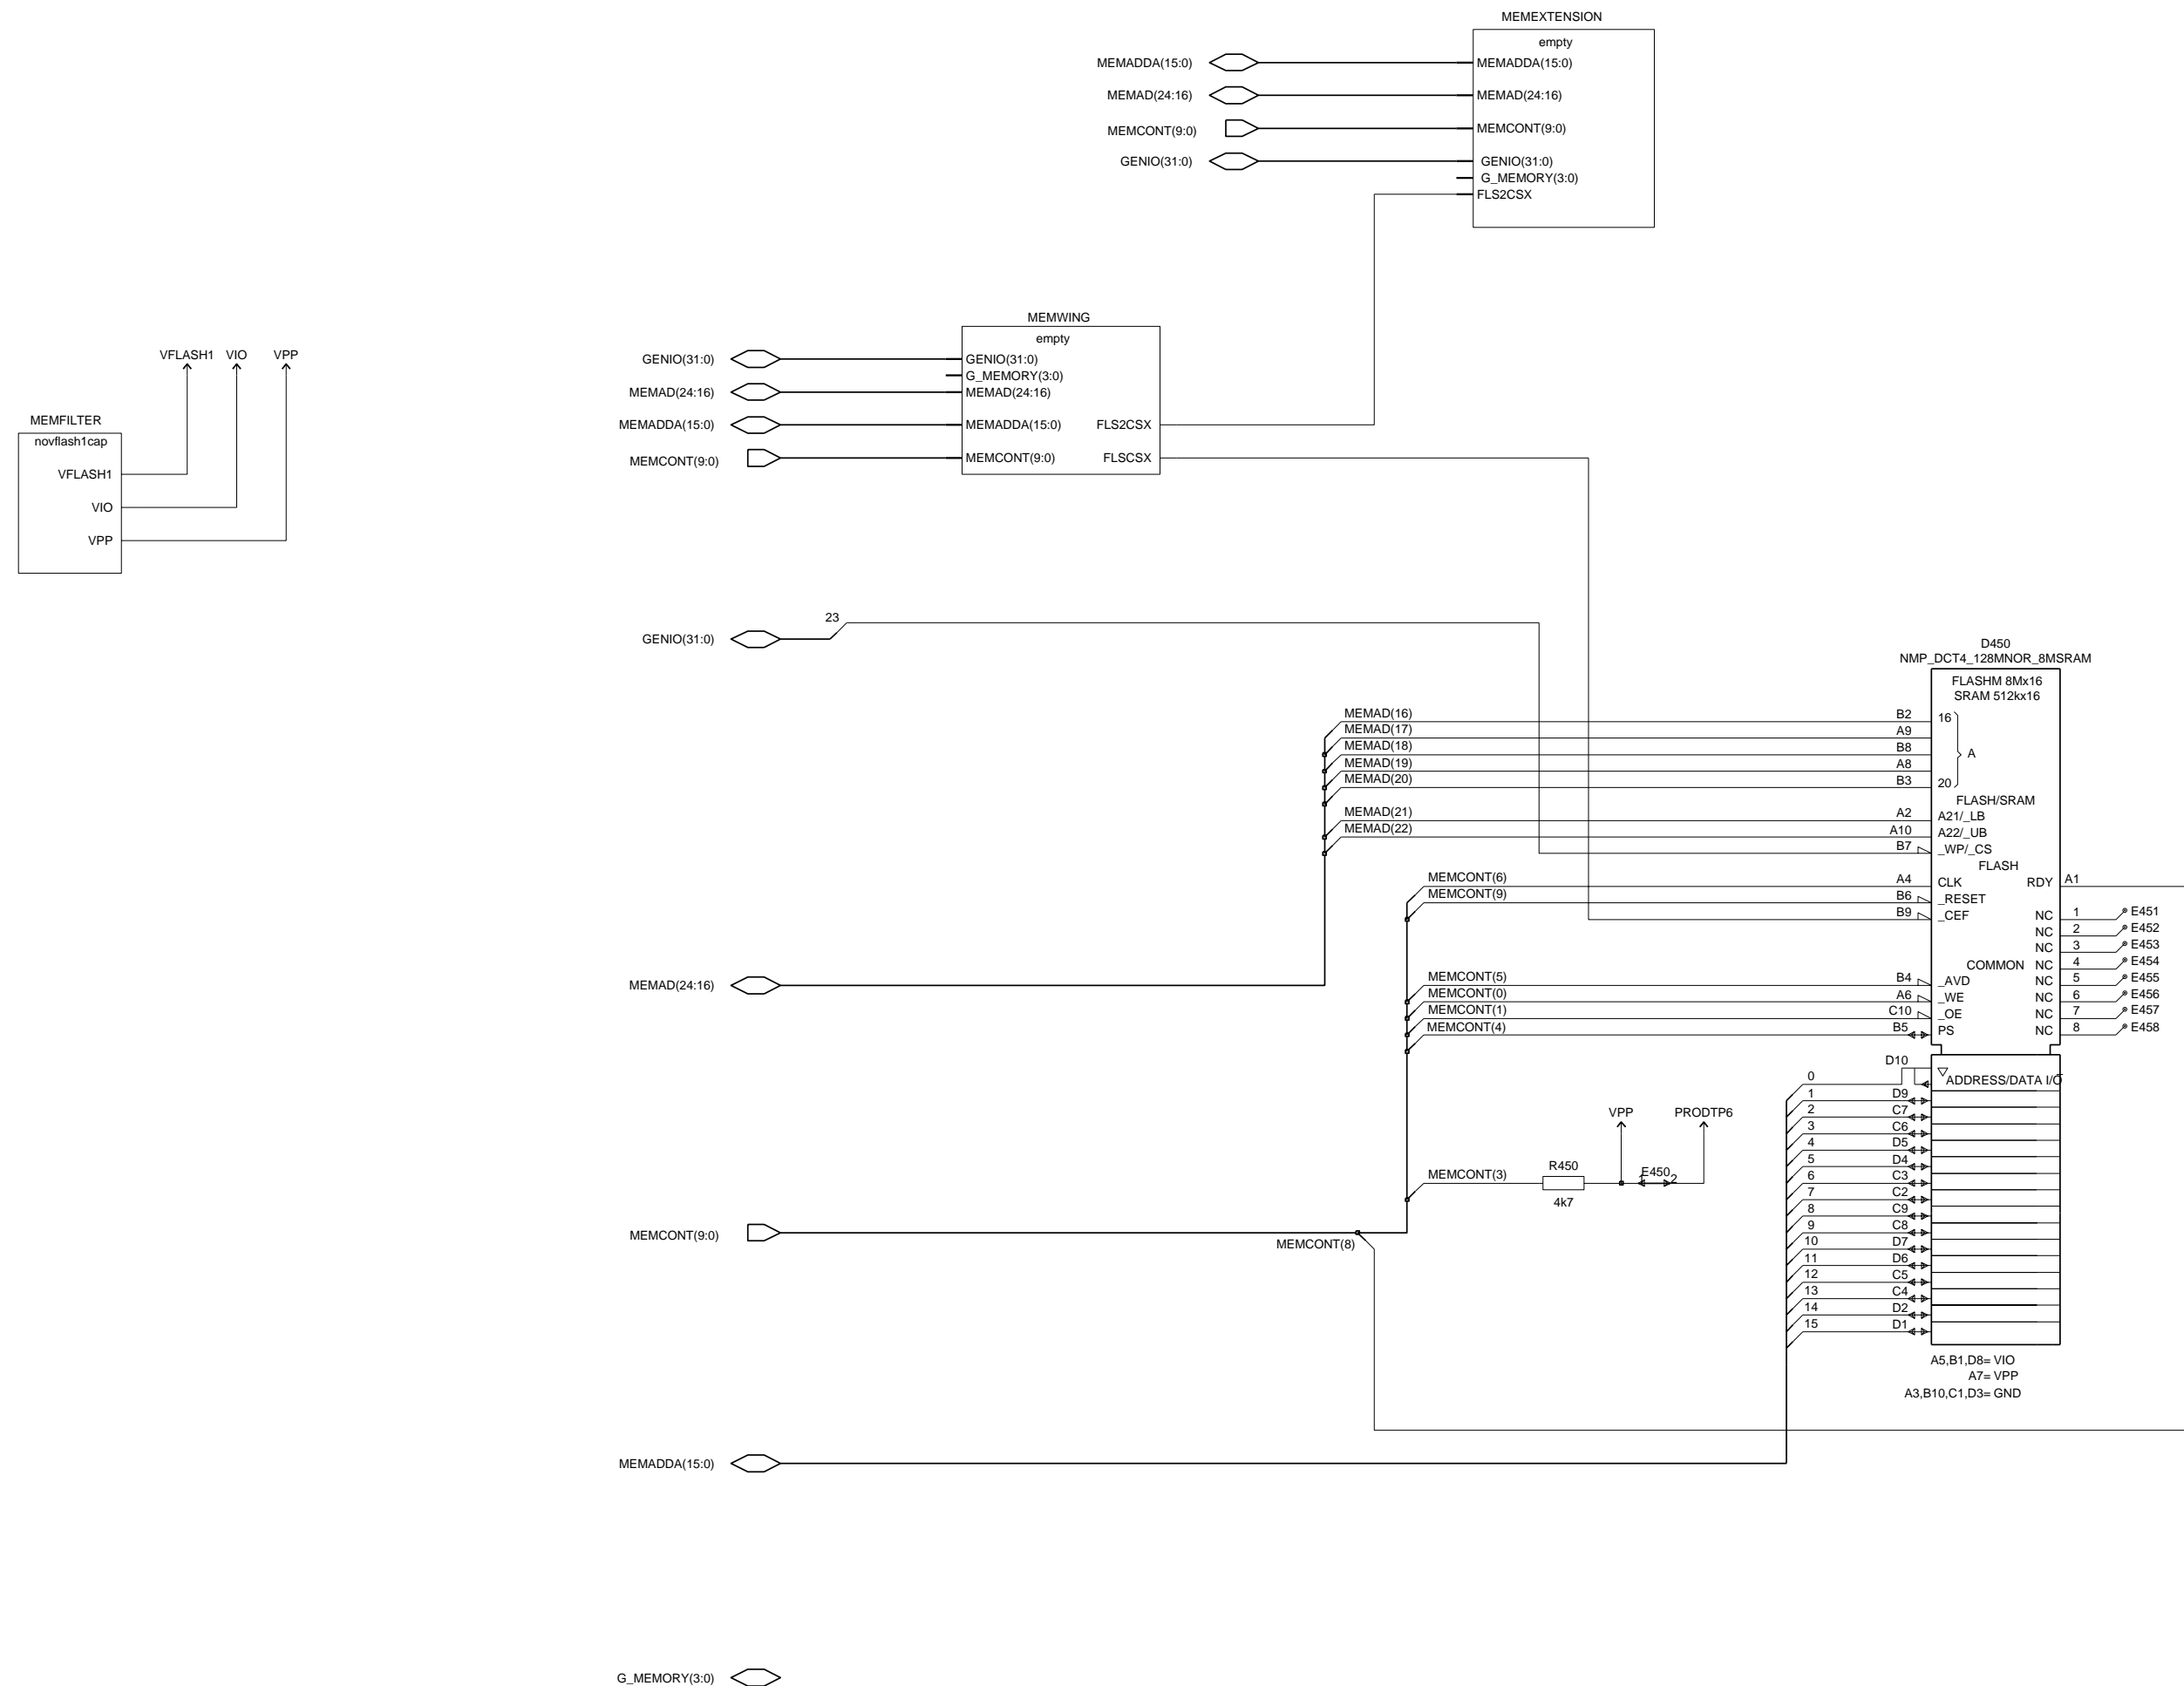 MEMEXTENSION
empty
MEMADDA(15:0) MEMADDA(15:0)
MEMAD(24:16) MEMAD(24:16)
MEMCONT(9:0) MEMCONT(9:0)
GENIO(31:0) GENIO(31:0)
G_MEMORY(3:0)
FLS2CSX
MEMWING
empty
GENIO(31:0) GENIO(31:0)
G_MEMORY(3:0)
MEMAD(24:16) MEMAD(24:16)
MEMADDA(15:0) MEMADDA(15:0) FLS2CSX
MEMCONT(9:0) MEMCONT(9:0) FLSCSX
VFLASH1 VIO VPP
MEMFILTER
novflash1cap
VFLASH1
VIO
VPP
23
GENIO(31:0)
D450
NMP_DCT4_128MNOR_8MSRAM
FLASHM 8Mx16
SRAM 512kx16
MEMAD(16) B2 16
MEMAD(17) A9
MEMAD(18) B8 A
MEMAD(19) A8
MEMAD(20) B3 20
FLASH/SRAM
MEMAD(21) A2 A21/_LB
MEMAD(22) A10 A22/_UB
B7 _WP/_CS
FLASH
MEMCONT(6) A4 CLK RDY A1
MEMCONT(9) B6 _RESET
B9 _CEF NC 1 E451
NC 2 E452
NC 3 E453
COMMON NC 4 E454
MEMAD(24:16)
MEMCONT(5) B4 _AVD NC 5 E455
MEMCONT(0) A6 _WE NC 6 E456
MEMCONT(1) C10 _OE NC 7 E457
MEMCONT(4) B5 PS NC 8 E458
0 D10 ADDRESS/DATA I/O
1 D9
2 C7
3 C6
4 D5
5 D4
6 C3
7 C2
8 C9
9 C8
10 D7
11 D6
12 C5
13 C4
14 D2
15 D1
VPP PRODTP6
MEMCONT(3) R450 1 E450 2
4k7
MEMCONT(9:0)
MEMCONT(8)
A5,B1,D8= VIO
A7= VPP
A3,B10,C1,D3= GND
MEMADDA(15:0)
G_MEMORY(3:0)